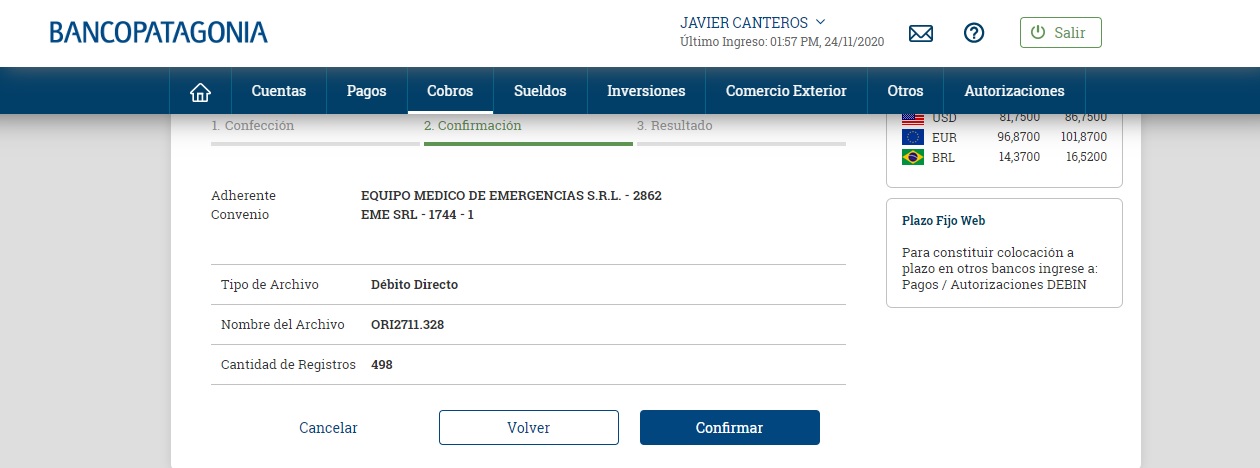 BANCOPATAGONIA
JAVIER CANTEROS
Último Ingreso: 01:57 PM, 24/11/2020
Salir
Cuentas Pagos Cobros Sueldos Inversiones Comercio Exterior Otros Autorizaciones
1. Confección 2. Confirmación 3. Resultado
Adherente EQUIPO MEDICO DE EMERGENCIAS S.R.L. - 2862
Convenio EME SRL - 1744 - 1
Tipo de Archivo Débito Directo
Nombre del Archivo ORI2711.328
Cantidad de Registros 498
Cancelar Volver Confirmar
USD 81,7500 86,7500
EUR 96,8700 101,8700
BRL 14,3700 16,5200
Plazo Fijo Web
Para constituir colocación a
plazo en otros bancos ingrese a:
Pagos / Autorizaciones DEBIN